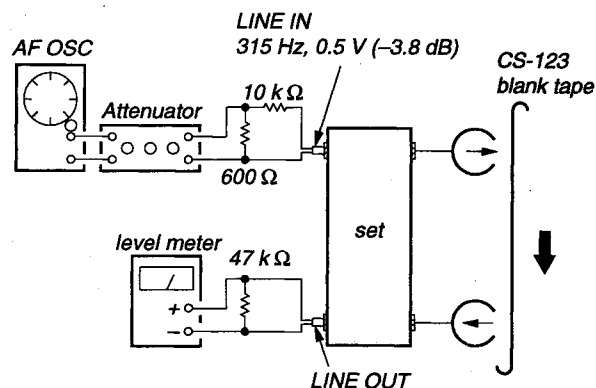 LINE IN
315 Hz, 0.5 V (–3.8 dB)
AF OSC
CS-123
blank tape
Attenuator
10 kΩ
600 Ω
set
level meter
47 kΩ
+
–
LINE OUT